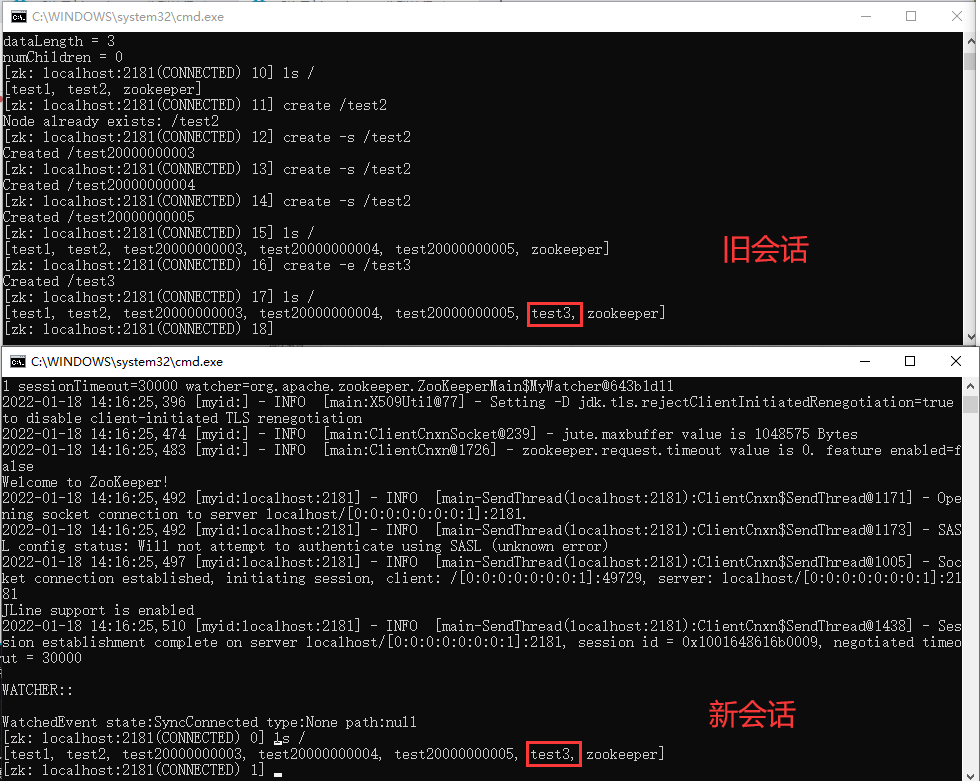 C:\WINDOWS\system32\cmd.exe
dataLength = 3
numChildren = 0
[zk: localhost:2181(CONNECTED) 10] ls /
[test1, test2, zookeeper]
[zk: localhost:2181(CONNECTED) 11] create /test2
Node already exists: /test2
[zk: localhost:2181(CONNECTED) 12] create -s /test2
Created /test20000000003
[zk: localhost:2181(CONNECTED) 13] create -s /test2
Created /test20000000004
[zk: localhost:2181(CONNECTED) 14] create -s /test2
Created /test20000000005
[zk: localhost:2181(CONNECTED) 15] ls /
[test1, test2, test20000000003, test20000000004, test20000000005, zookeeper]
旧会话
[zk: localhost:2181(CONNECTED) 16] create -e /test3
Created /test3
[zk: localhost:2181(CONNECTED) 17] ls /
[test1, test2, test20000000003, test20000000004, test20000000005, test3, zookeeper]
[zk: localhost:2181(CONNECTED) 18]
C:\WINDOWS\system32\cmd.exe
1 sessionTimeout=30000 watcher=org.apache.zookeeper.ZooKeeperMain$MyWatcher@643b1d11
2022-01-18 14:16:25,396 [myid:] - INFO  [main:X509Util@77] - Setting -D jdk.tls.rejectClientInitiatedRenegotiation=true
to disable client-initiated TLS renegotiation
2022-01-18 14:16:25,474 [myid:] - INFO  [main:ClientCnxnSocket@239] - jute.maxbuffer value is 1048575 Bytes
2022-01-18 14:16:25,483 [myid:] - INFO  [main:ClientCnxn@1726] - zookeeper.request.timeout value is 0. feature enabled=f
alse
Welcome to ZooKeeper!
2022-01-18 14:16:25,492 [myid:localhost:2181] - INFO  [main-SendThread(localhost:2181):ClientCnxn$SendThread@1171] - Ope
ning socket connection to server localhost/[0:0:0:0:0:0:0:1]:2181.
2022-01-18 14:16:25,492 [myid:localhost:2181] - INFO  [main-SendThread(localhost:2181):ClientCnxn$SendThread@1173] - SAS
L config status: Will not attempt to authenticate using SASL (unknown error)
2022-01-18 14:16:25,497 [myid:localhost:2181] - INFO  [main-SendThread(localhost:2181):ClientCnxn$SendThread@1005] - Soc
ket connection established, initiating session, client: /[0:0:0:0:0:0:0:1]:49729, server: localhost/[0:0:0:0:0:0:0:1]:21
81
JLine support is enabled
2022-01-18 14:16:25,510 [myid:localhost:2181] - INFO  [main-SendThread(localhost:2181):ClientCnxn$SendThread@1438] - Ses
sion establishment complete on server localhost/[0:0:0:0:0:0:0:1]:2181, session id = 0x1001648616b0009, negotiated timeo
ut = 30000
WATCHER::
WatchedEvent state:SyncConnected type:None path:null
新会话
[zk: localhost:2181(CONNECTED) 0] ls /
[test1, test2, test20000000003, test20000000004, test20000000005, test3, zookeeper]
[zk: localhost:2181(CONNECTED) 1]